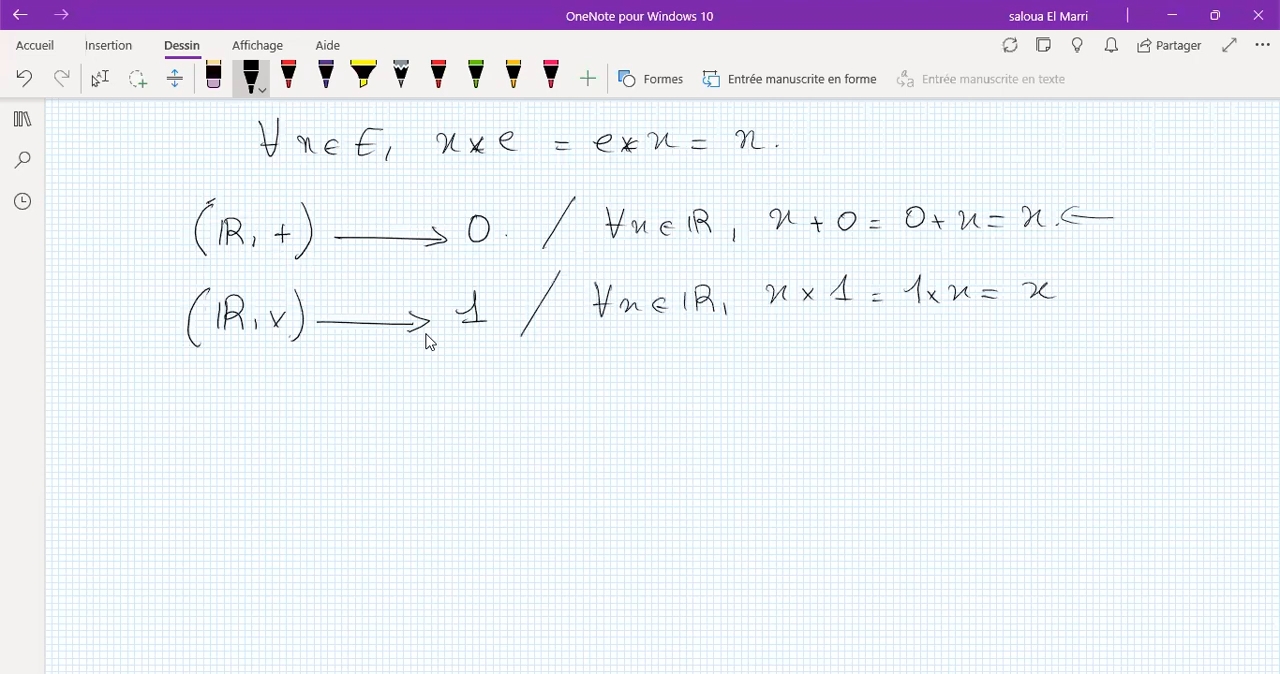 OneNote pour Windows 10
saloua El Marri
Accueil Insertion Dessin Affichage Aide
Partager
Formes Entrée manuscrite en forme Entrée manuscrite en texte
∀x∈E, x*e = e*x = x.
(ℝ, +) ⟶ 0. / ∀x∈ℝ, x + 0 = 0 + x = x. ←
(ℝ, ×) ⟶ 1 / ∀x∈ℝ, x × 1 = 1 × x = x